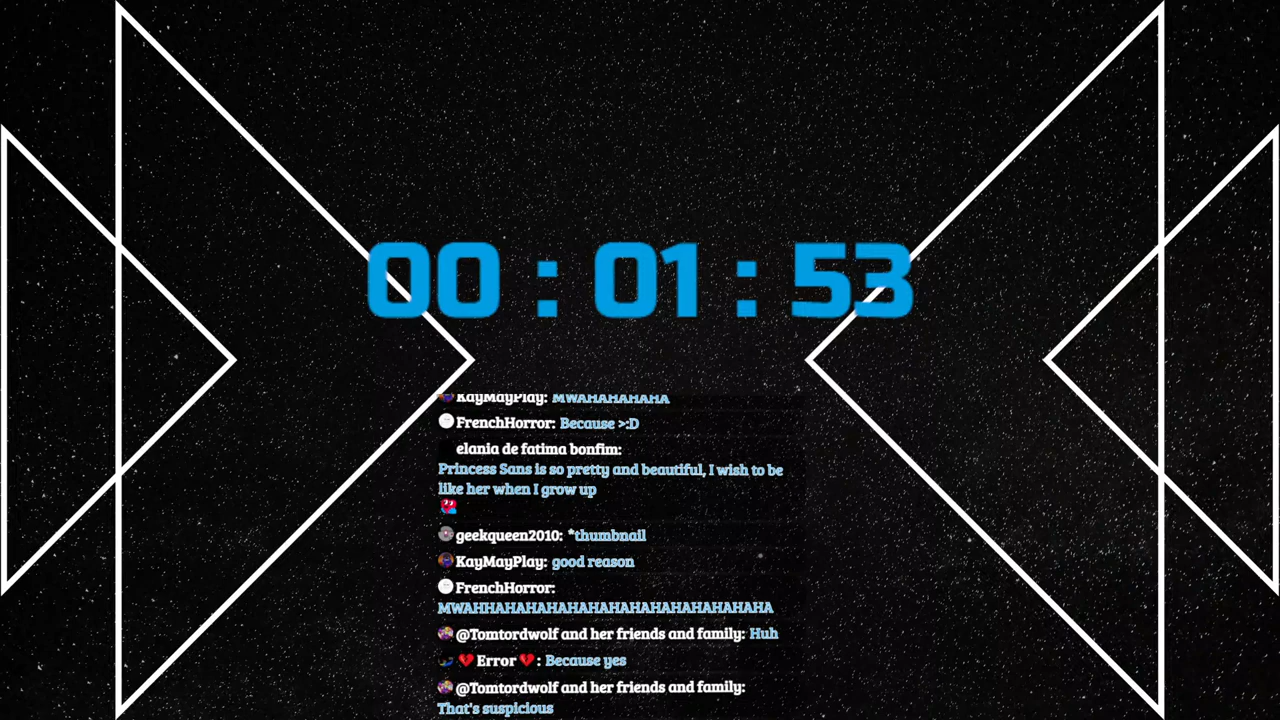 00 : 01 : 53
KayMayPlay: MWAHAHAHAHA
FrenchHorror: Because >:D
elania de fatima bonfim:
Princess Sans is so pretty and beautiful, I wish to be
like her when I grow up
geekqueen2010: *thumbnail
KayMayPlay: good reason
FrenchHorror:
MWAHHAHAHAHAHAHAHAHAHAHAHAHAHAHA
@Tomtordwolf and her friends and family: Huh
💔Error💔: Because yes
@Tomtordwolf and her friends and family:
That's suspicious